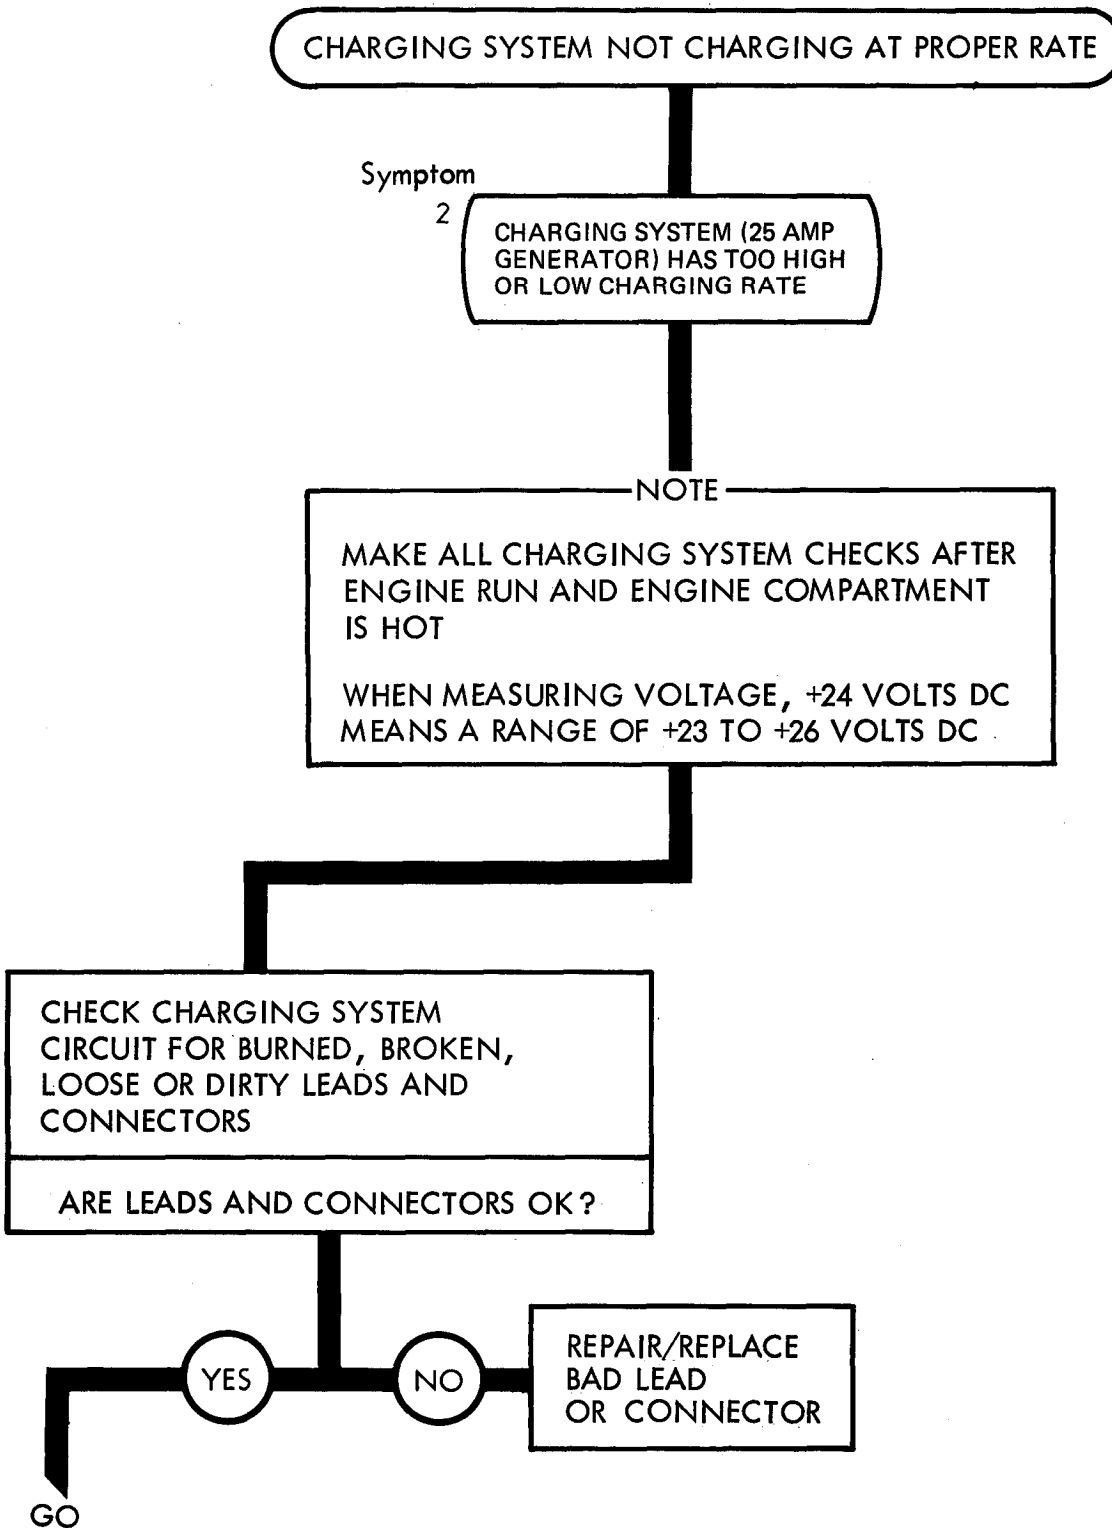 CHARGING SYSTEM NOT CHARGING AT PROPER RATE
Symptom
2
CHARGING SYSTEM (25 AMP
GENERATOR) HAS TOO HIGH
OR LOW CHARGING RATE
NOTE
MAKE ALL CHARGING SYSTEM CHECKS AFTER
ENGINE RUN AND ENGINE COMPARTMENT
IS HOT
WHEN MEASURING VOLTAGE, +24 VOLTS DC
MEANS A RANGE OF +23 TO +26 VOLTS DC
CHECK CHARGING SYSTEM
CIRCUIT FOR BURNED, BROKEN,
LOOSE OR DIRTY LEADS AND
CONNECTORS
ARE LEADS AND CONNECTORS OK?
YES
NO
REPAIR/REPLACE
BAD LEAD
OR CONNECTOR
GO